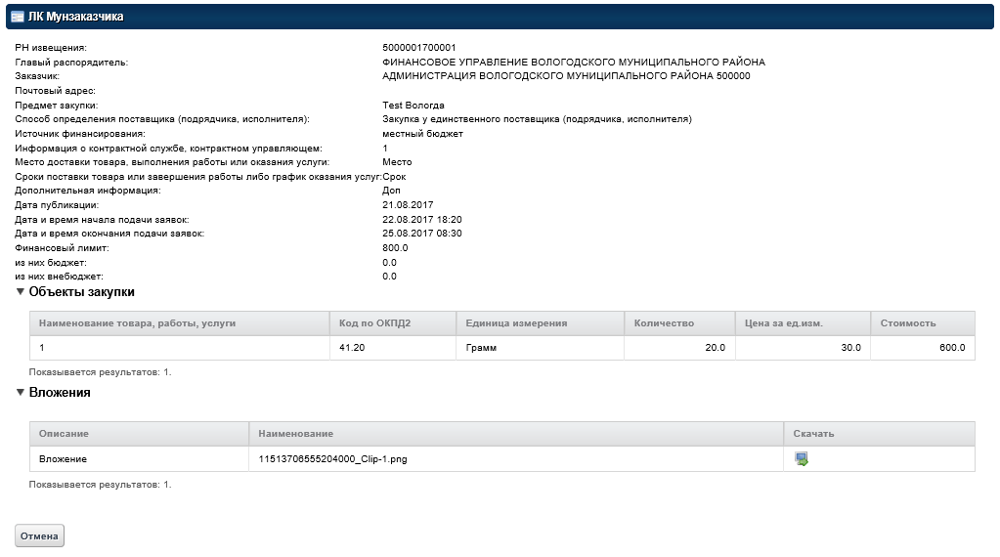 ЛК Мунзаказчика
РН извещения: 5000001700001
Главый распорядитель: ФИНАНСОВОЕ УПРАВЛЕНИЕ ВОЛОГОДСКОГО МУНИЦИПАЛЬНОГО РАЙОНА
Заказчик: АДМИНИСТРАЦИЯ ВОЛОГОДСКОГО МУНИЦИПАЛЬНОГО РАЙОНА 500000
Почтовый адрес:
Предмет закупки: Test Вологда
Способ определения поставщика (подрядчика, исполнителя): Закупка у единственного поставщика (подрядчика, исполнителя)
Источник финансирования: местный бюджет
Информация о контрактной службе, контрактном управляющем: 1
Место доставки товара, выполнения работы или оказания услуги: Место
Сроки поставки товара или завершения работы либо график оказания услуг: Срок
Дополнительная информация: Доп
Дата публикации: 21.08.2017
Дата и время начала подачи заявок: 22.08.2017 18:20
Дата и время окончания подачи заявок: 25.08.2017 08:30
Финансовый лимит: 800.0
из них бюджет: 0.0
из них внебюджет: 0.0
Объекты закупки
Наименование товара, работы, услуги Код по ОКПД2 Единица измерения Количество Цена за ед.изм. Стоимость
1 41.20 Грамм 20.0 30.0 600.0
Показывается результатов: 1.
Вложения
Описание Наименование Скачать
Вложение 11513706555204000_Clip-1.png
Показывается результатов: 1.
Отмена